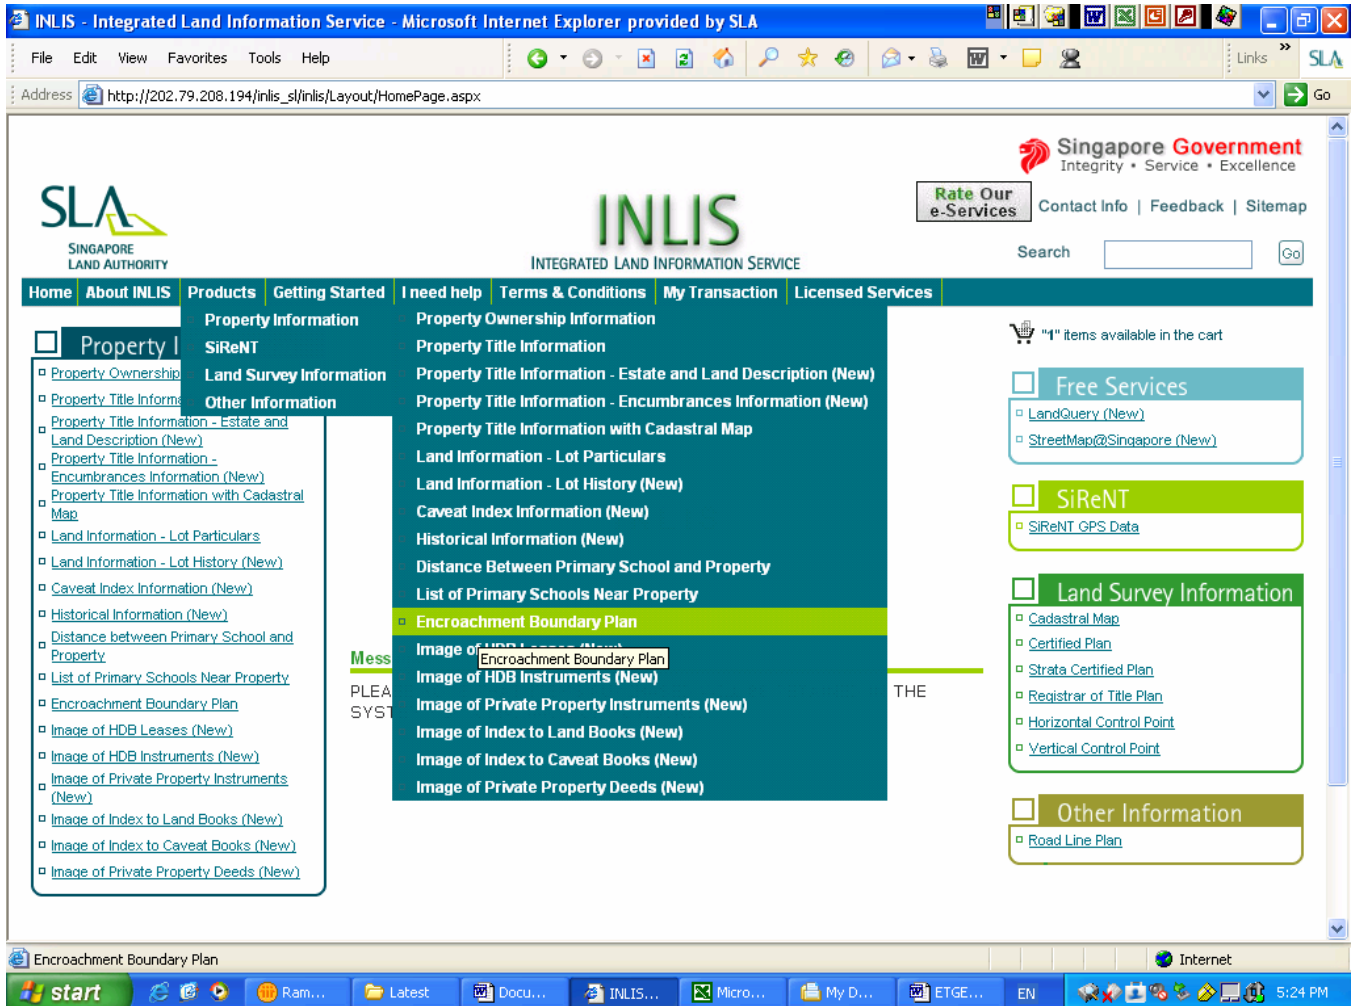 INLIS - Integrated Land Information Service - Microsoft Internet Explorer provided by SLA
File Edit View Favorites Tools Help
Links » SLA
Address http://202.79.208.194/inlis_sl/inlis/Layout/HomePage.aspx Go
Singapore Government
Integrity • Service • Excellence
Rate Our
e-Services
Contact Info | Feedback | Sitemap
SLA
SINGAPORE
LAND AUTHORITY
INLIS
INTEGRATED LAND INFORMATION SERVICE
Search Go
Home About INLIS Products Getting Started I need help Terms & Conditions My Transaction Licensed Services
Property Information
SiReNT
Land Survey Information
Other Information
Property Ownership Information
Property Title Information
Property Title Information - Estate and Land Description (New)
Property Title Information - Encumbrances Information (New)
Property Title Information with Cadastral Map
Land Information - Lot Particulars
Land Information - Lot History (New)
Caveat Index Information (New)
Historical Information (New)
Distance Between Primary School and Property
List of Primary Schools Near Property
Encroachment Boundary Plan
Image of HDB Leases (New)
Encroachment Boundary Plan
Image of HDB Instruments (New)
Image of Private Property Instruments (New)
Image of Index to Land Books (New)
Image of Index to Caveat Books (New)
Image of Private Property Deeds (New)
Property I
Property Ownership
Property Title Informa
Property Title Information - Estate and
Land Description (New)
Property Title Information -
Encumbrances Information (New)
Property Title Information with Cadastral
Map
Land Information - Lot Particulars
Land Information - Lot History (New)
Caveat Index Information (New)
Historical Information (New)
Distance between Primary School and
Property
List of Primary Schools Near Property
Encroachment Boundary Plan
Image of HDB Leases (New)
Image of HDB Instruments (New)
Image of Private Property Instruments
(New)
Image of Index to Land Books (New)
Image of Index to Caveat Books (New)
Image of Private Property Deeds (New)
Mess
PLEA THE
SYST
"1" items available in the cart
Free Services
LandQuery (New)
StreetMap@Singapore (New)
SiReNT
SiReNT GPS Data
Land Survey Information
Cadastral Map
Certified Plan
Strata Certified Plan
Registrar of Title Plan
Horizontal Control Point
Vertical Control Point
Other Information
Road Line Plan
Encroachment Boundary Plan Internet
start Ram... Latest Docu... INLIS... Micro... My D... ETGE... EN 5:24 PM